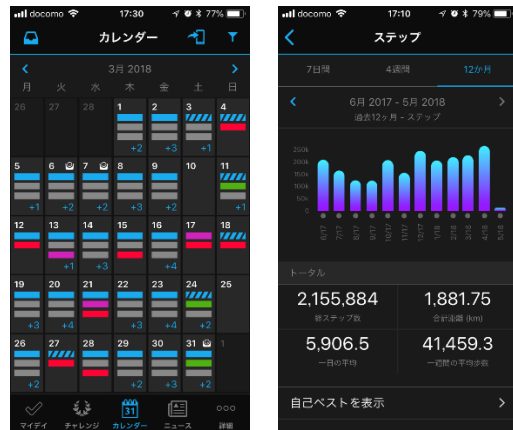 docomo 17:30 77%
カレンダー
3月 2018
月 火 水 木 金 土 日
26 27 28 1 2 3 4
+2 +3 +1
5 6 7 8 9 10 11
+1 +2 +2 +3 +2 +1
12 13 14 15 16 17 18
+1 +3 +4
19 20 21 22 23 24 25
+3 +4 +3 +3 +2
26 27 28 29 30 31 1
+2 +2 +3 +2
マイデイ チャレンジ カレンダー ニュース 詳細
31
docomo 17:10 79%
ステップ
7日間 4週間 12か月
6月 2017 - 5月 2018
過去12ヶ月 - ステップ
250k
200k
150k
100k
50k
0
6/17 7/17 8/17 9/17 10/17 11/17 12/17 1/18 2/18 3/18 4/18 5/18
トータル
2,155,884 1,881.75
総ステップ数 合計距離 (km)
5,906.5 41,459.3
一日の平均 一週間の平均歩数
自己ベストを表示